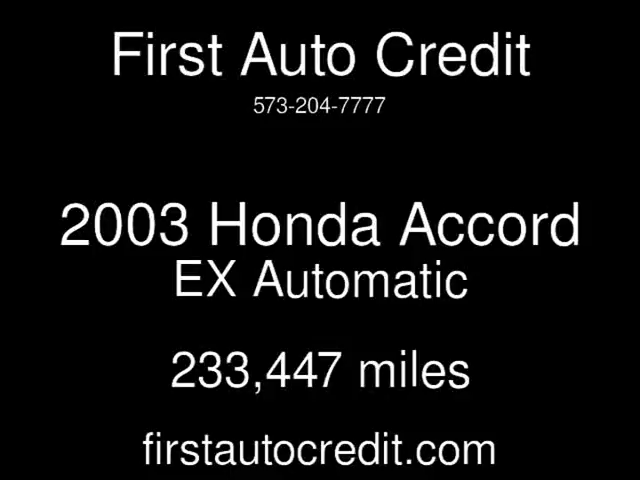 First Auto Credit
573-204-7777
2003 Honda Accord
EX Automatic
233,447 miles
firstautocredit.com